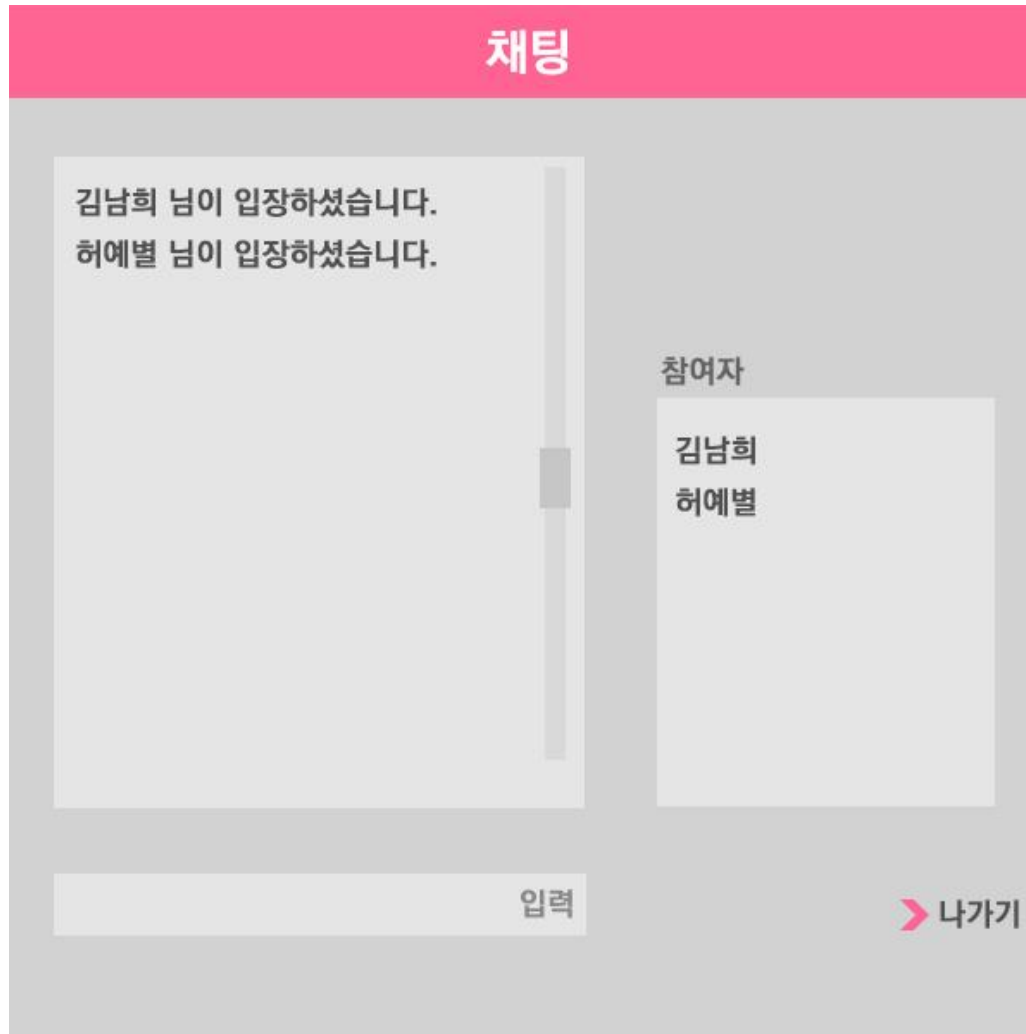 채팅
김남희 님이 입장하셨습니다.
허예별 님이 입장하셨습니다.
참여자
김남희
허예별
입력
나가기